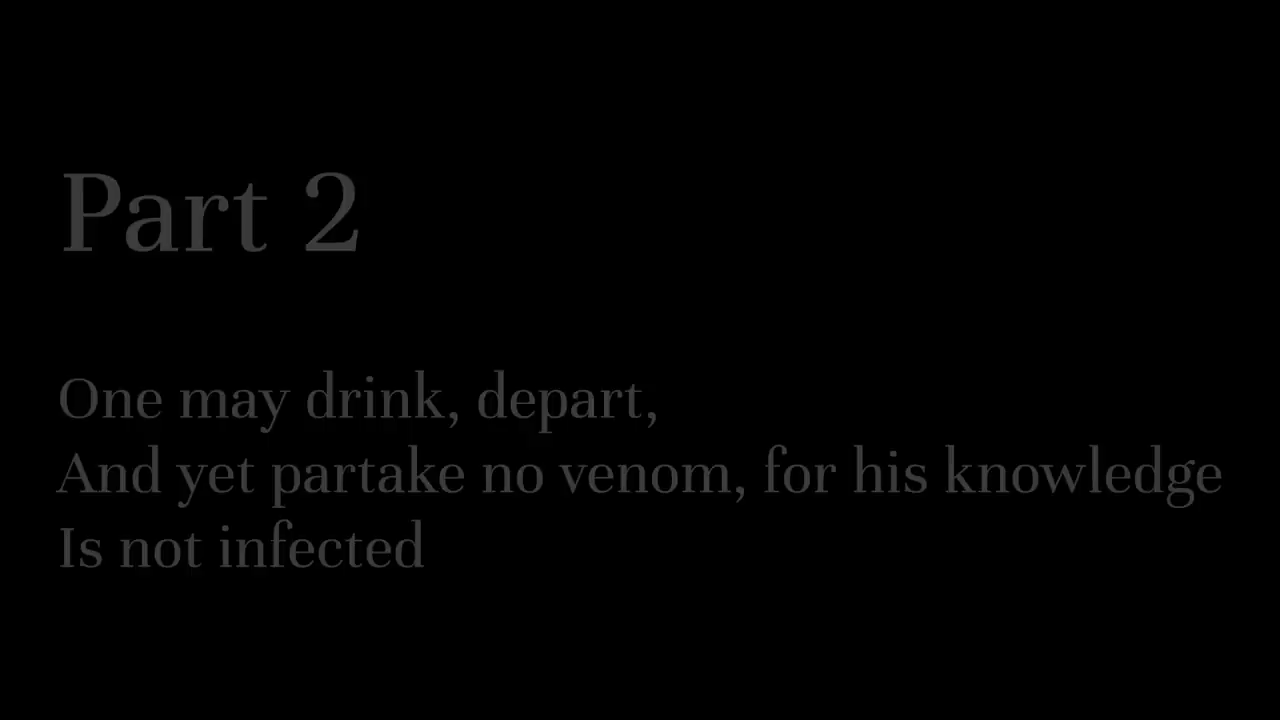 Part 2
One may drink, depart,
And yet partake no venom, for his knowledge
Is not infected